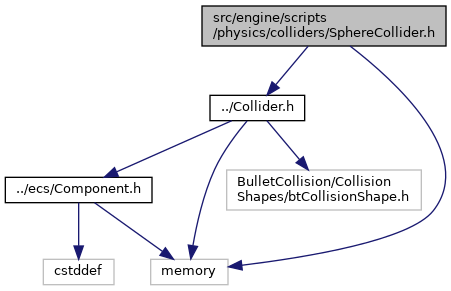 src/engine/scripts
/physics/colliders/SphereCollider.h
../Collider.h
BulletCollision/Collision
Shapes/btCollisionShape.h
../ecs/Component.h
cstddef
memory